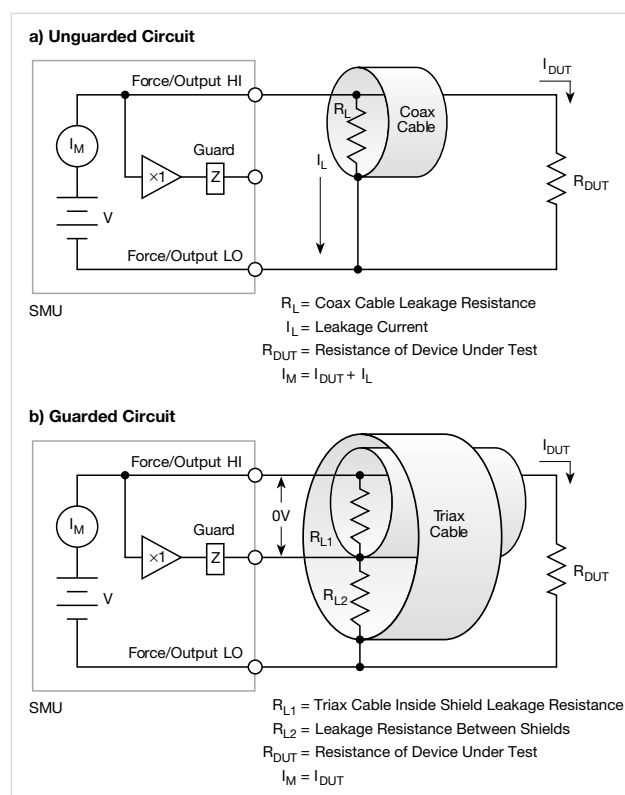 a) Unguarded Circuit
Force/Output HI
I_DUT
R_L
Coax
Cable
I_M
Guard
×1
Z
I_L
R_DUT
V
Force/Output LO
SMU
R_L = Coax Cable Leakage Resistance
I_L = Leakage Current
R_DUT = Resistance of Device Under Test
I_M = I_DUT + I_L
b) Guarded Circuit
Force/Output HI
I_DUT
0V
I_M
Guard
×1
Z
R_L1
Triax
Cable
R_L2
R_DUT
V
Force/Output LO
SMU
R_L1 = Triax Cable Inside Shield Leakage Resistance
R_L2 = Leakage Resistance Between Shields
R_DUT = Resistance of Device Under Test
I_M = I_DUT